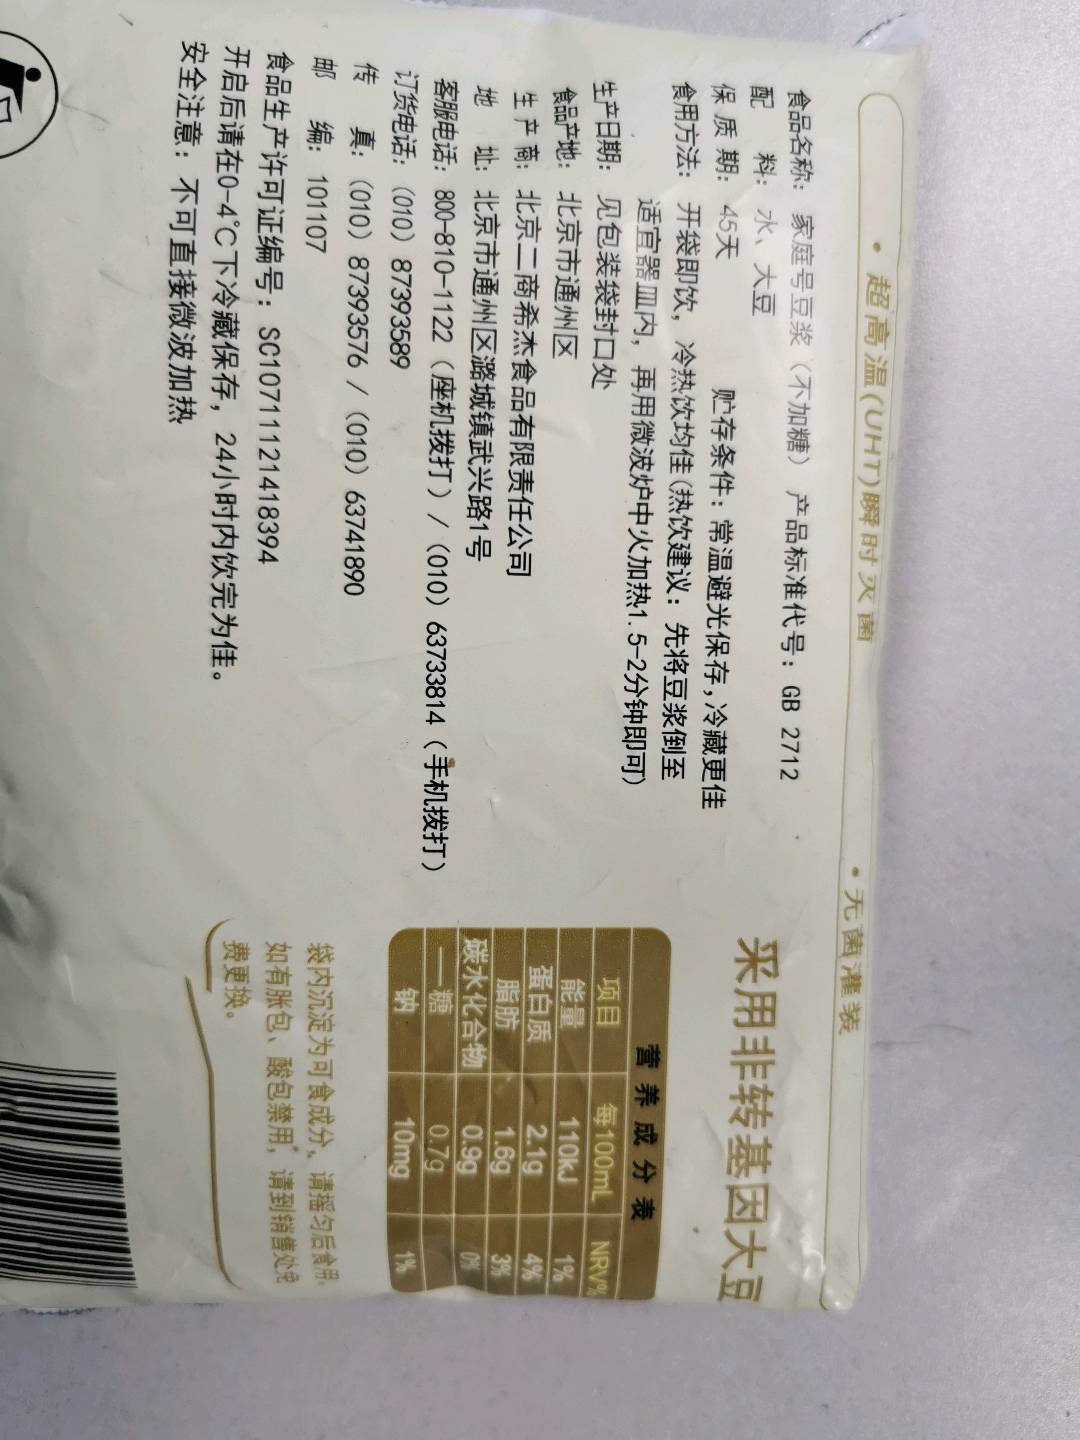 • 超高温(UHT)瞬时灭菌 • 无菌灌装
食品名称： 家庭号豆浆（不加糖） 产品标准代号：GB 2712
配 料： 水、大豆
保 质 期： 45天 贮存条件：常温避光保存，冷藏更佳
食用方法： 开袋即饮，冷热饮均佳（热饮建议：先将豆浆倒至
适宜器皿内，再用微波炉中火加热1.5-2分钟即可）
生产日期： 见包装袋封口处
食品产地： 北京市通州区
生 产 商： 北京二商希杰食品有限责任公司
地 址： 北京市通州区潞城镇武兴路1号
客服电话： 800-810-1122（座机拨打）/（010）63733814（手机拨打）
订货电话：（010）87393589
传 真：（010）87393576 /（010）63741890
邮 编： 101107
食品生产许可证编号：SC10711121418394
开启后请在0-4℃下冷藏保存，24小时内饮完为佳。
安全注意：不可直接微波加热
采用非转基因大豆
营养成分表
项目 每100mL NRV%
能量 110kJ 1%
蛋白质 2.1g 4%
脂肪 1.6g 3%
碳水化合物 0.9g 0%
—糖 0.7g
钠 10mg 1%
袋内沉淀为可食成分，请摇匀后食用。
如有胀包、酸包禁用，请到销售处免
费更换。